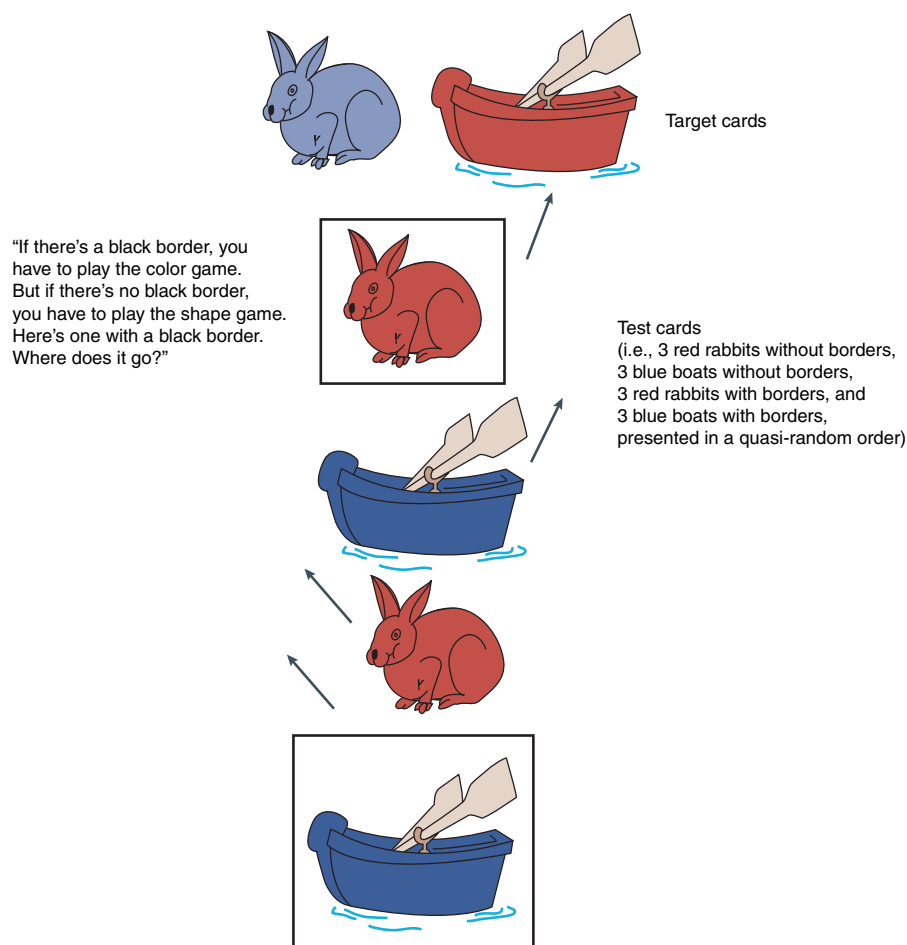 Target cards
“If there’s a black border, you
have to play the color game.
But if there’s no black border,
you have to play the shape game.
Here’s one with a black border.
Where does it go?”
Test cards
(i.e., 3 red rabbits without borders,
3 blue boats without borders,
3 red rabbits with borders, and
3 blue boats with borders,
presented in a quasi-random order)